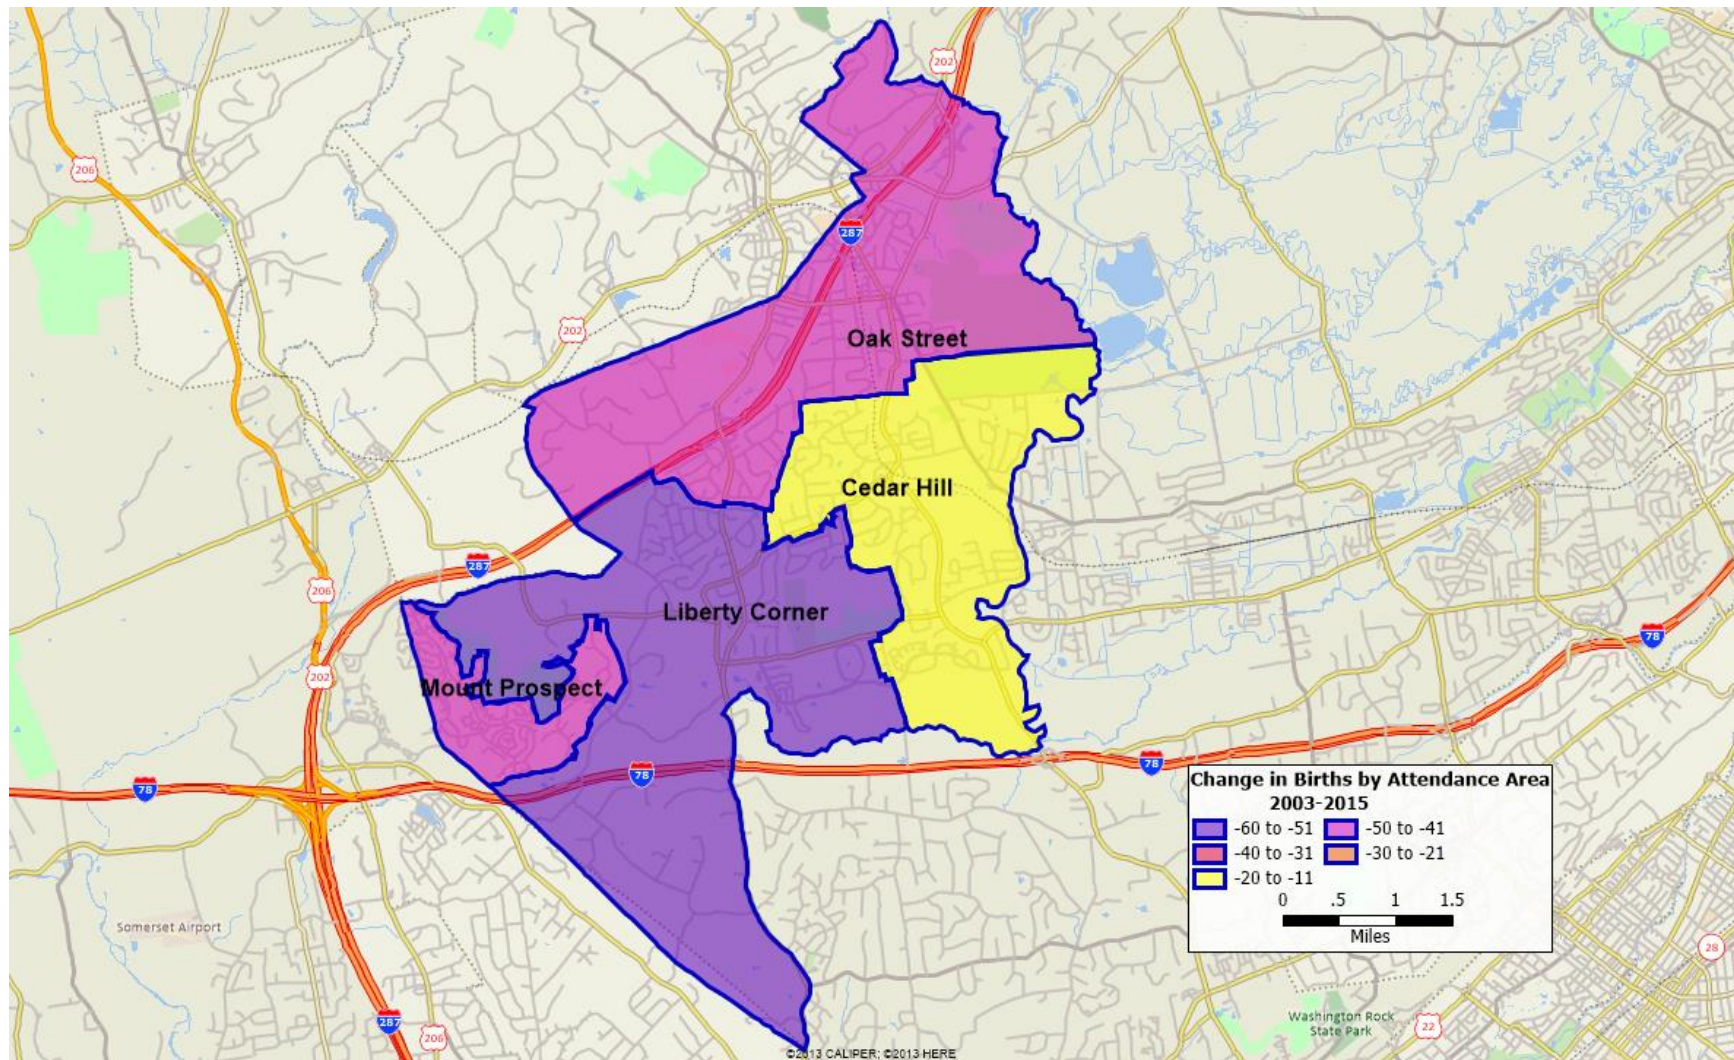 202
206
287
202
Oak Street
Cedar Hill
287
206
Liberty Corner
78
202
Mount Prospect
78
78
78
Change in Births by Attendance Area
2003-2015
-60 to -51 -50 to -41
-40 to -31 -30 to -21
-20 to -11
0 .5 1 1.5
Miles
Somerset Airport
28
287
206
Washington Rock
State Park
22
©2013 CALIPER; ©2013 HERE